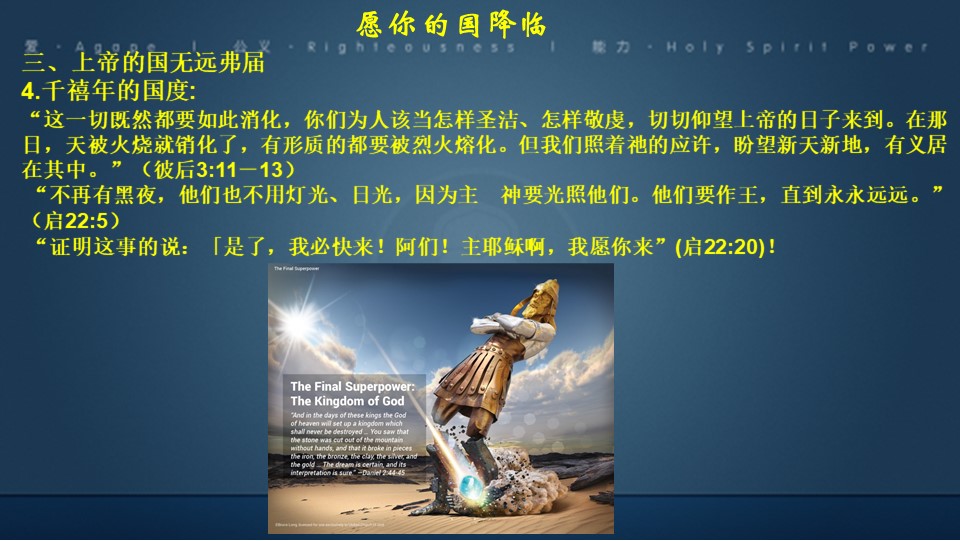 愿你的国降临
爱 · Agape | 公义 · Righteousness | 能力 · Holy Spirit Power
三、上帝的国无远弗届
4.千禧年的国度:
“这一切既然都要如此消化，你们为人该当怎样圣洁、怎样敬虔，切切仰望上帝的日子来到。在那
日，天被火烧就销化了，有形质的都要被烈火熔化。但我们照着祂的应许，盼望新天新地，有义居
在其中。”（彼后3:11－13）
“不再有黑夜，他们也不用灯光、日光，因为主　神要光照他们。他们要作王，直到永永远远。”
（启22:5）
“证明这事的说：「是了，我必快来！阿们！主耶稣啊，我愿你来”(启22:20)！
The Final Superpower
The Final Superpower:
The Kingdom of God
“And in the days of these kings the God
of heaven will set up a kingdom which
shall never be destroyed ... You saw that
the stone was cut out of the mountain
without hands, and that it broke in pieces
the iron, the bronze, the clay, the silver, and
the gold ... The dream is certain, and its
interpretation is sure.” —Daniel 2:44-45